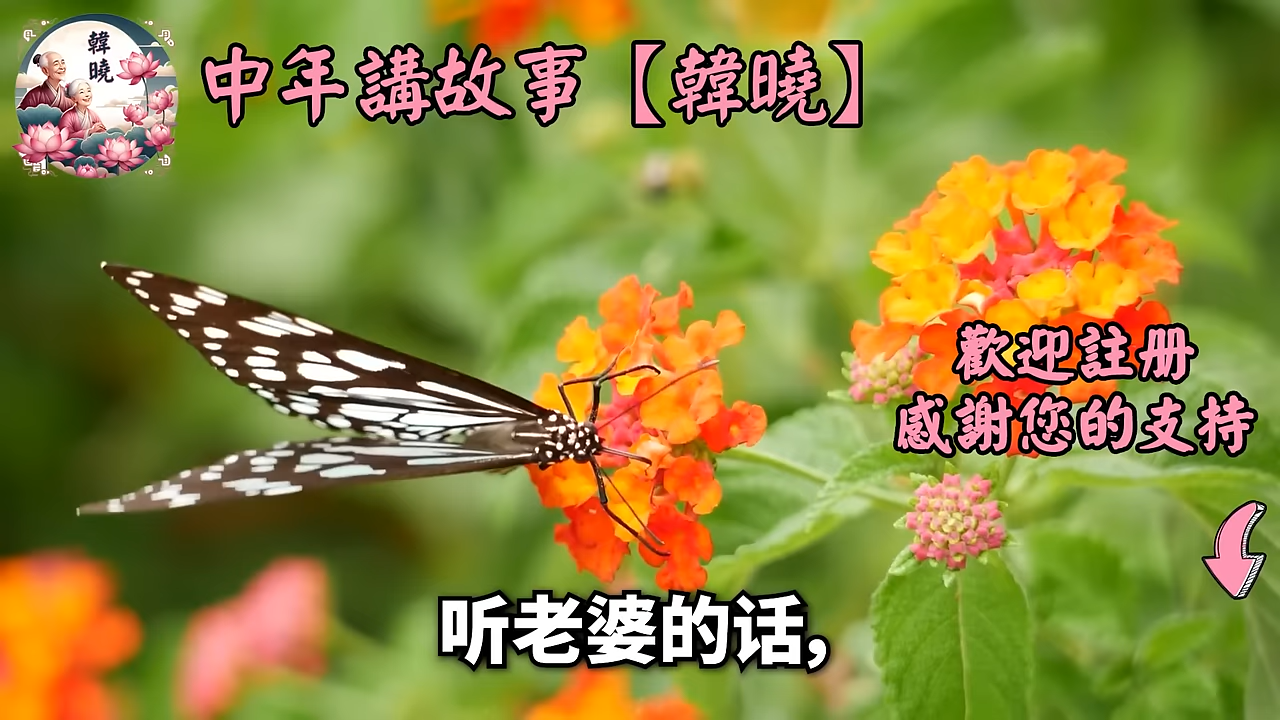 韓
曉
中年講故事【韓曉】
歡迎註册
感謝您的支持
听老婆的话,